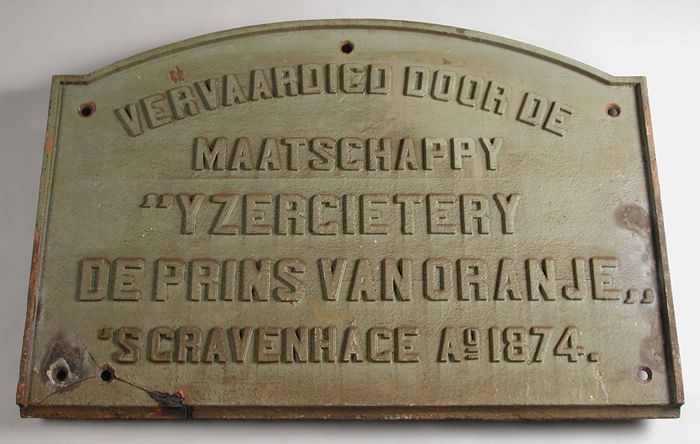 VERVAARDIGD DOOR DE
MAATSCHAPPY
"YZERGIETERY
DE PRINS VAN ORANJE„
'S GRAVENHAGE Aº 1874.